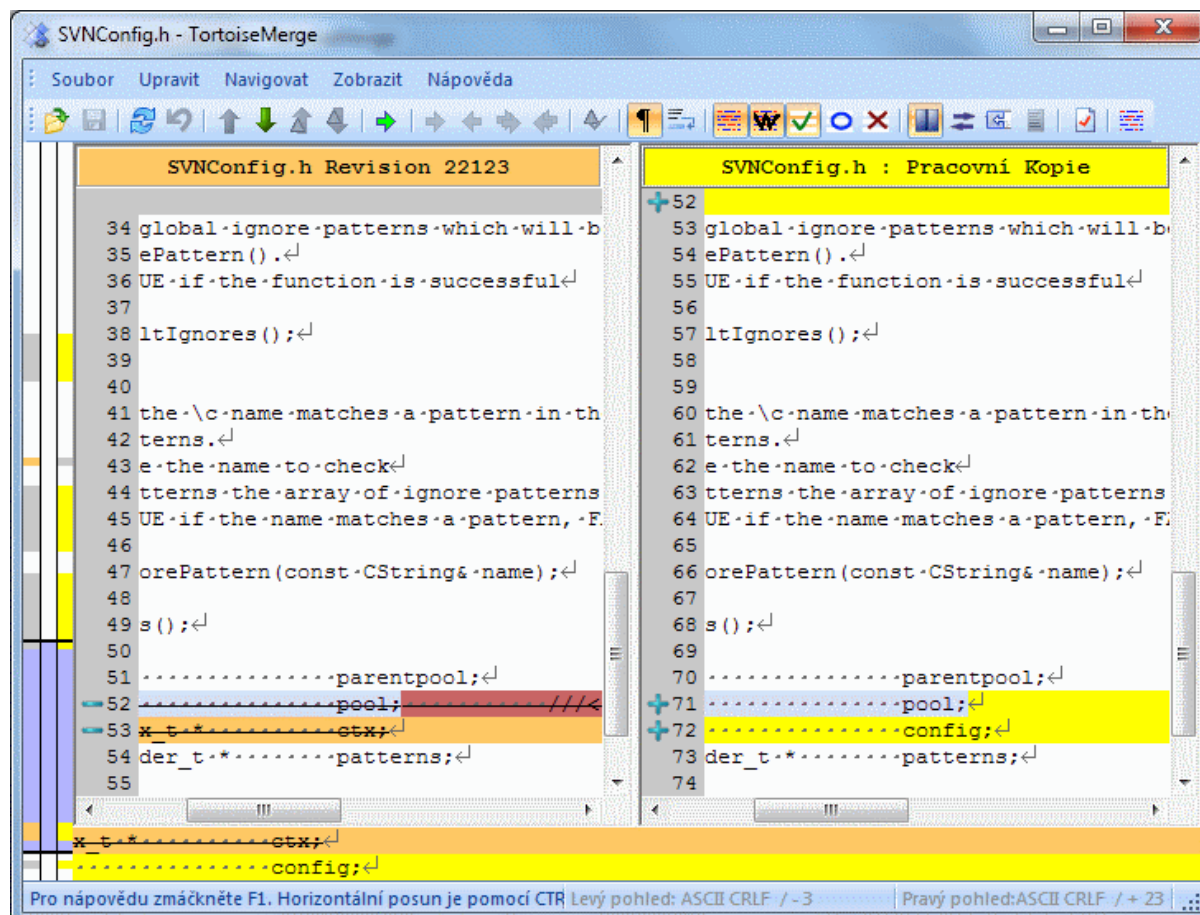 SVNConfig.h - TortoiseMerge
Soubor Upravit Navigovat Zobrazit Nápověda
SVNConfig.h Revision 22123
34 global·ignore·patterns·which·will·b
35 ePattern().↵
36 UE·if·the·function·is·successful↵
37
38 ltIgnores();↵
39
40
41 the·\c·name·matches·a·pattern·in·th
42 terns.↵
43 e·the·name·to·check↵
44 tterns·the·array·of·ignore·patterns
45 UE·if·the·name·matches·a·pattern,·F
46
47 orePattern(const·CString&·name);↵
48
49 s();↵
50
51 ···············parentpool;↵
52 ···············pool;···········///<
53 x_t·*··········ctx;↵
54 der_t·*········patterns;↵
55
SVNConfig.h : Pracovní Kopie
52
53 global·ignore·patterns·which·will·b
54 ePattern().↵
55 UE·if·the·function·is·successful↵
56
57 ltIgnores();↵
58
59
60 the·\c·name·matches·a·pattern·in·th
61 terns.↵
62 e·the·name·to·check↵
63 tterns·the·array·of·ignore·patterns
64 UE·if·the·name·matches·a·pattern,·F
65
66 orePattern(const·CString&·name);↵
67
68 s();↵
69
70 ···············parentpool;↵
71 ···············pool;↵
72 ···············config;↵
73 der_t·*········patterns;↵
74
x_t·*··········ctx;↵
···············config;↵
Pro nápovědu zmáčkněte F1. Horizontální posun je pomocí CTR Levý pohled: ASCII CRLF / - 3 Pravý pohled:ASCII CRLF / + 23